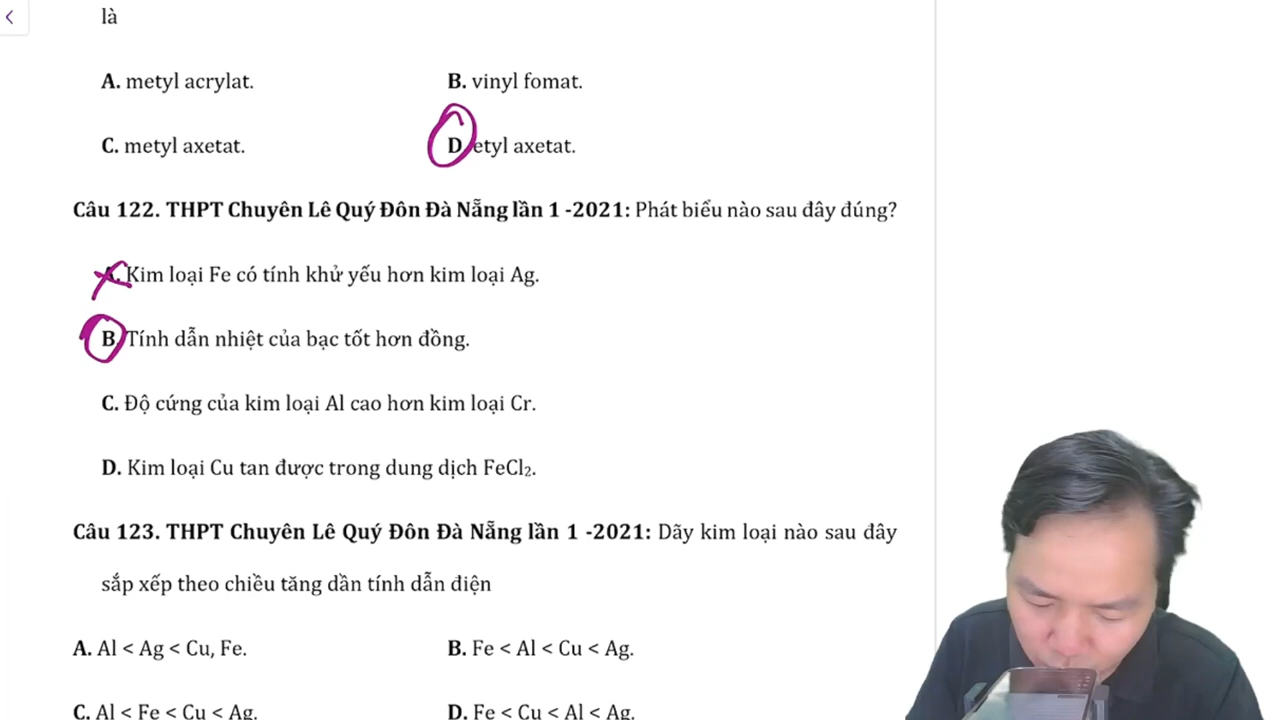 là
A. metyl acrylat. B. vinyl fomat.
C. metyl axetat. D. etyl axetat.
Câu 122. THPT Chuyên Lê Quý Đôn Đà Nẵng lần 1 -2021: Phát biểu nào sau đây đúng?
A. Kim loại Fe có tính khử yếu hơn kim loại Ag.
B. Tính dẫn nhiệt của bạc tốt hơn đồng.
C. Độ cứng của kim loại Al cao hơn kim loại Cr.
D. Kim loại Cu tan được trong dung dịch FeCl₂.
Câu 123. THPT Chuyên Lê Quý Đôn Đà Nẵng lần 1 -2021: Dãy kim loại nào sau đây
sắp xếp theo chiều tăng dần tính dẫn điện
A. Al < Ag < Cu, Fe. B. Fe < Al < Cu < Ag.
C. Al < Fe < Cu < Ag. D. Fe < Cu < Al < Ag.